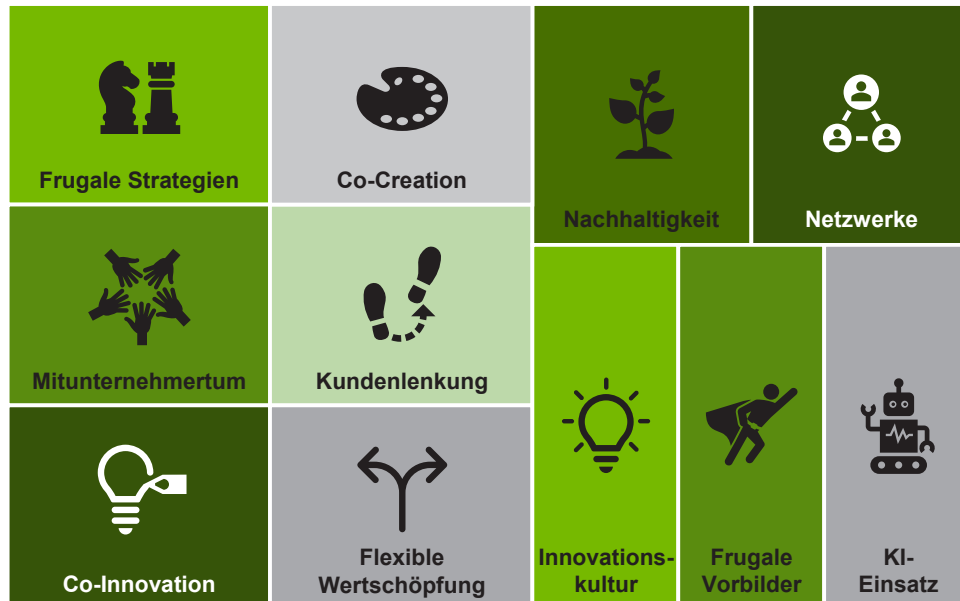 Frugale Strategien
Co-Creation
Nachhaltigkeit
Netzwerke
Mitunternehmertum
Kundenlenkung
Co-Innovation
Flexible
Wertschöpfung
Innovations-
kultur
Frugale
Vorbilder
KI-
Einsatz